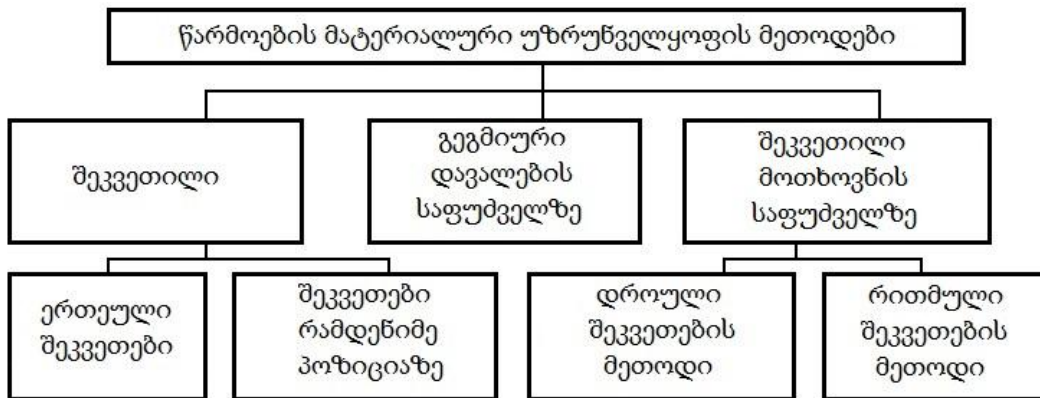 წარმოების მატერიალური უზრუნველყოფის მეთოდები
შეკვეთილი
გეგმიური
დავალების
საფუძველზე
შეკვეთილი
მოთხოვნის
საფუძველზე
ერთეული
შეკვეთები
შეკვეთები
რამდენიმე
პოზიციაზე
დროული
შეკვეთების
მეთოდი
რითმული
შეკვეთების
მეთოდი